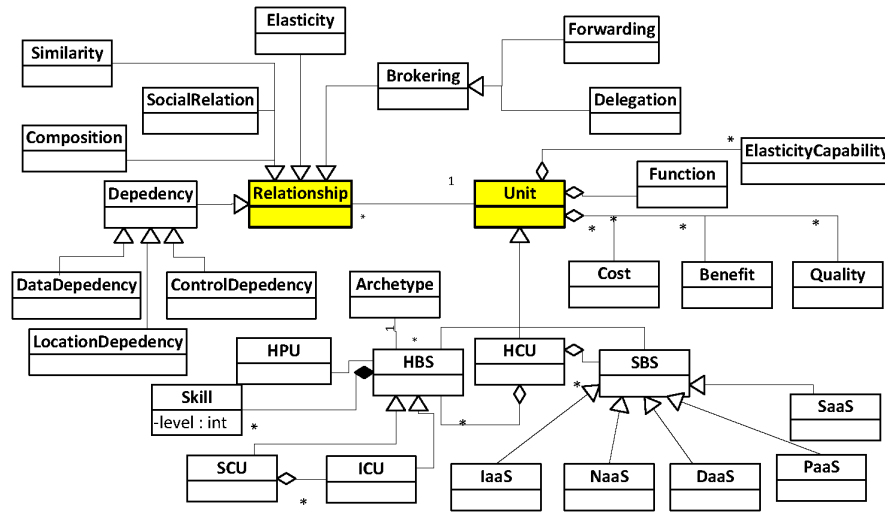 Elasticity
Forwarding
Similarity
Brokering
SocialRelation
Delegation
Composition
*
ElasticityCapability
Depedency
Relationship
1
Unit
Function
*
*
*
*
*
DataDepedency
ControlDepedency
Archetype
Cost
Benefit
Quality
LocationDepedency
1
*
HPU
HBS
HCU
SBS
Skill
*
-level : int
*
*
SaaS
SCU
ICU
IaaS
NaaS
DaaS
PaaS
*